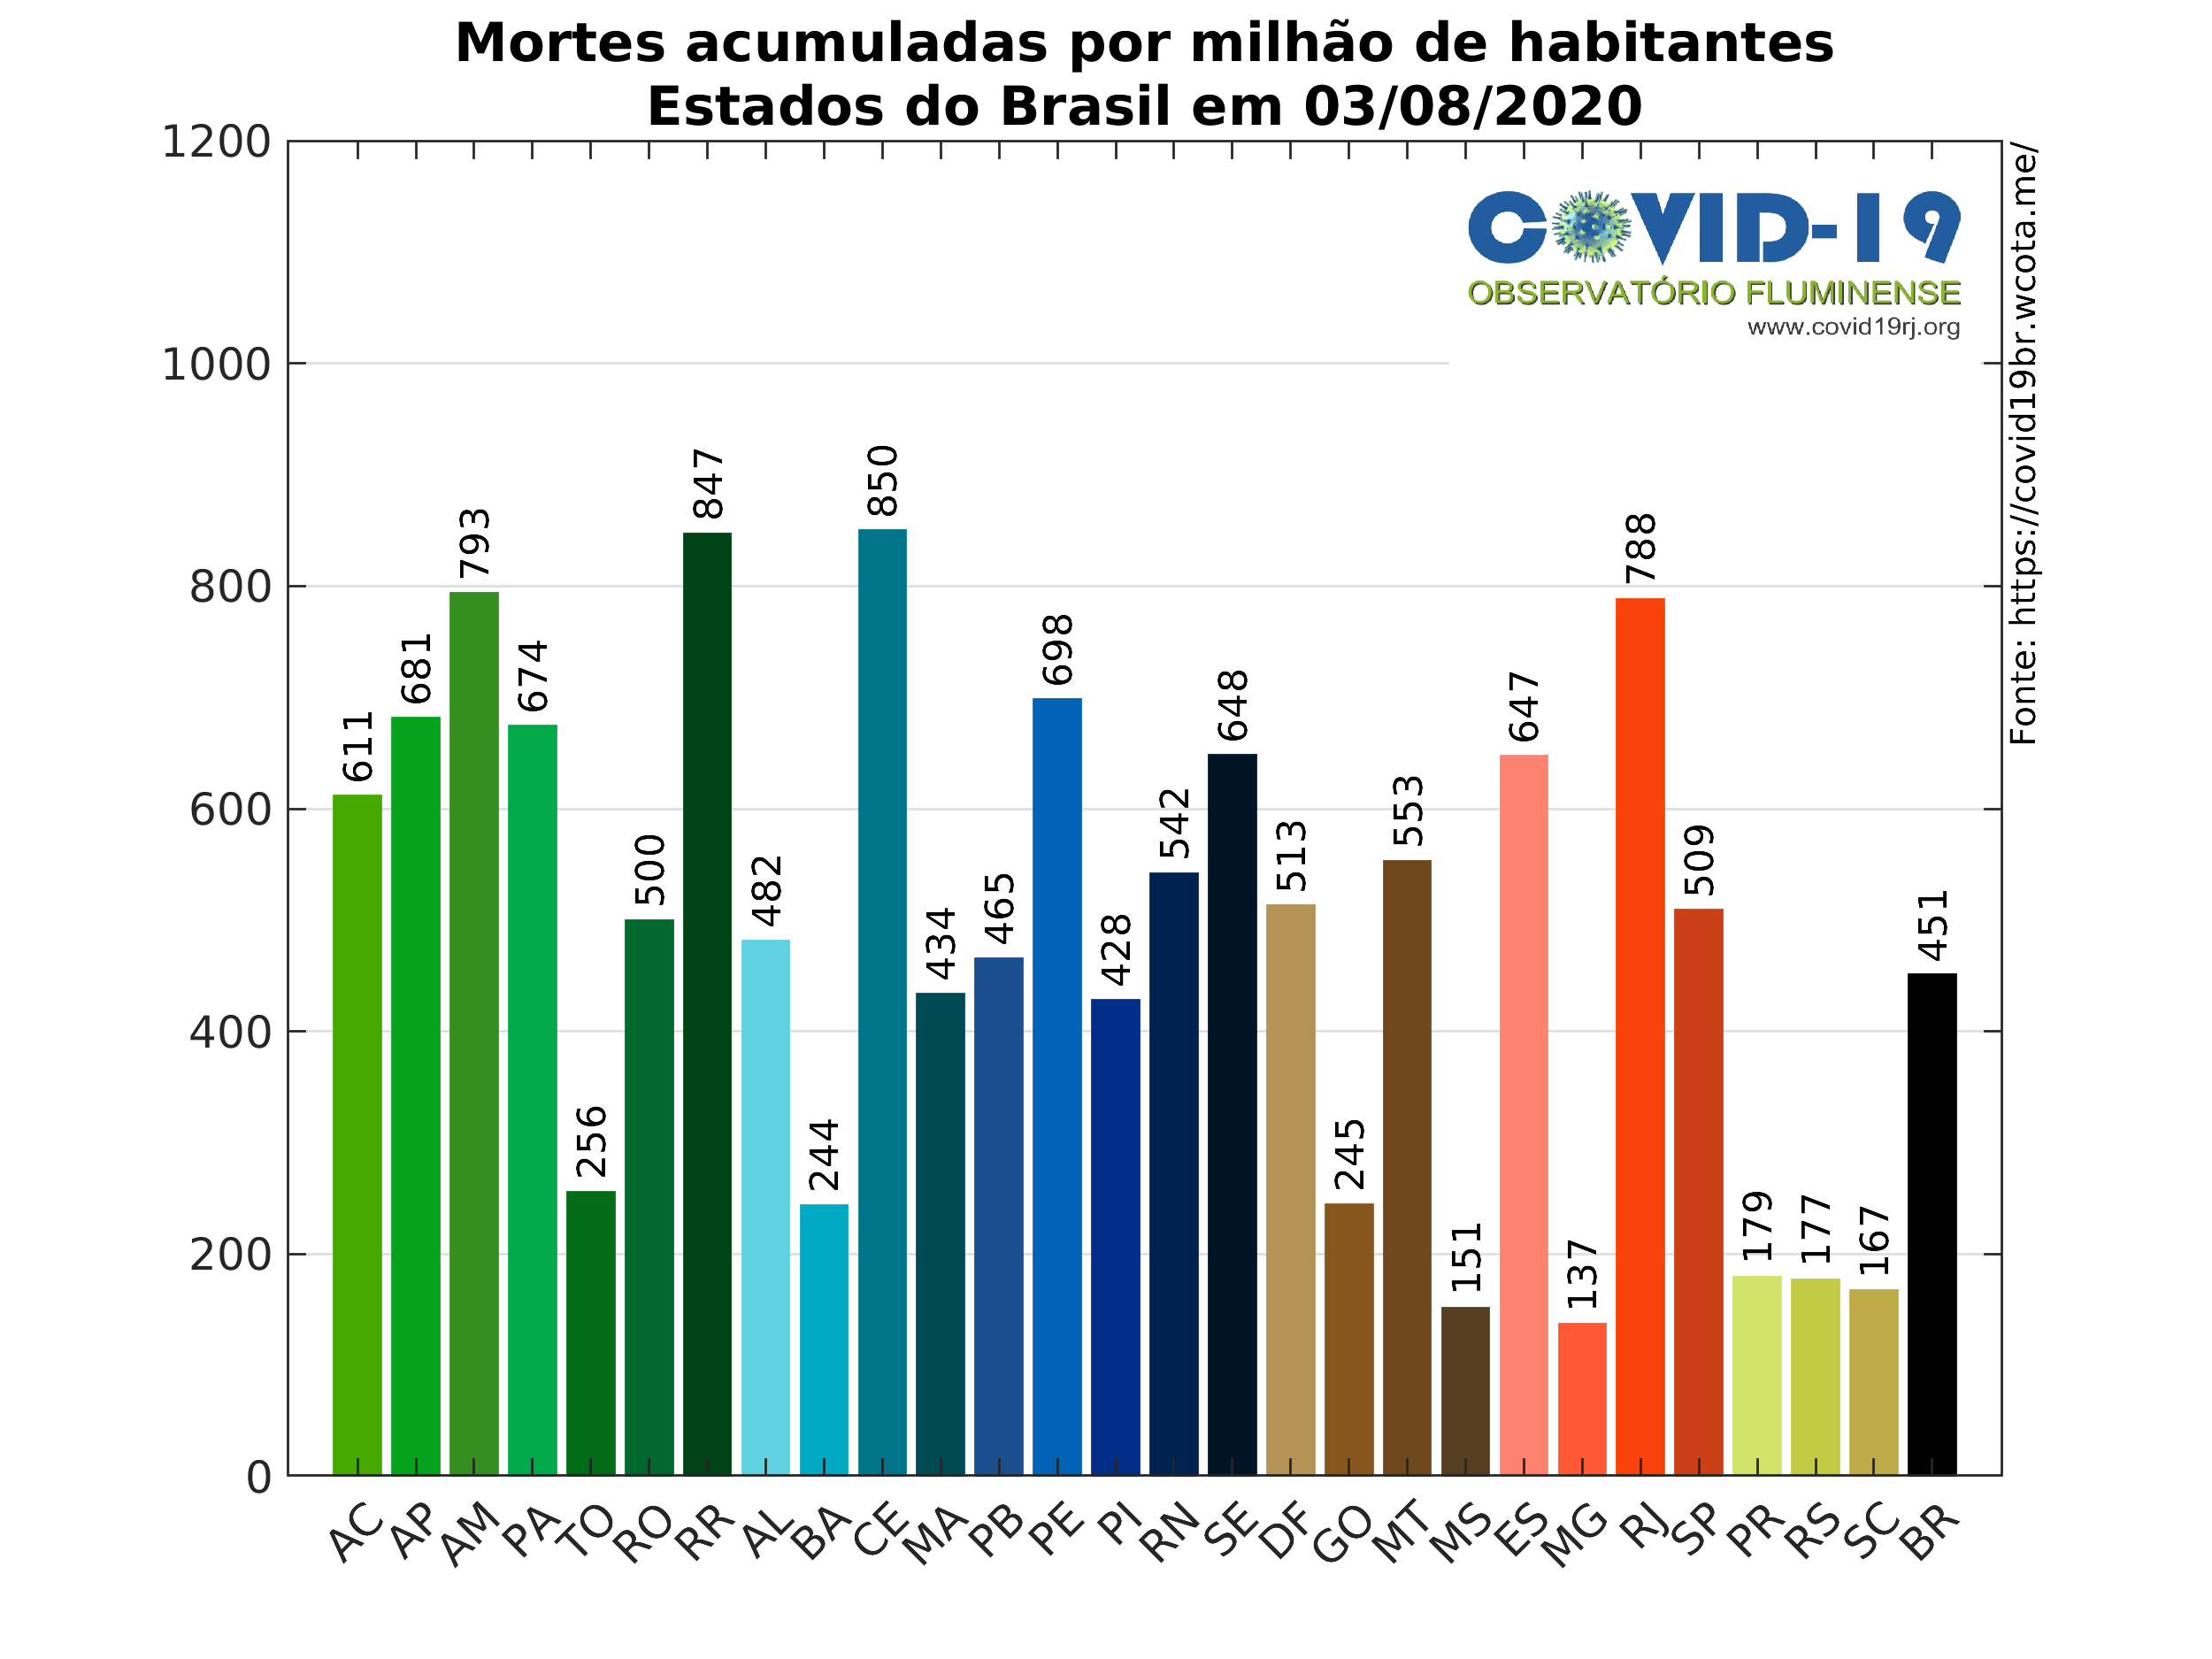 Mortes acumuladas por milhão de habitantes
Estados do Brasil em 03/08/2020
1200
1000
800
600
400
200
0
COVID-19
OBSERVATÓRIO FLUMINENSE
www.covid19rj.org
Fonte: https://covid19br.wcota.me/
611
681
793
674
256
500
847
482
244
850
434
465
698
428
542
648
513
245
553
151
647
137
788
509
179
177
167
451
AC
AP
AM
PA
TO
RO
RR
AL
BA
CE
MA
PB
PE
PI
RN
SE
DF
GO
MT
MS
ES
MG
RJ
SP
PR
RS
SC
BR